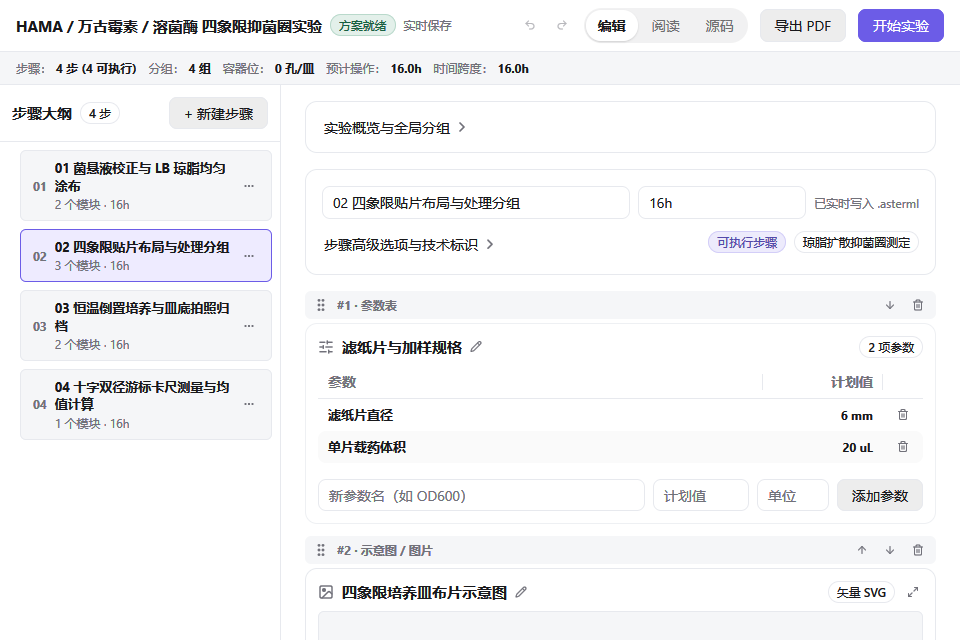 HAMA / 万古霉素 / 溶菌酶 四象限抑菌圈实验 方案就绪 实时保存 编辑 阅读 源码 导出 PDF 开始实验
步骤: 4 步 (4 可执行) 分组: 4 组 容器位: 0 孔/皿 预计操作: 16.0h 时间跨度: 16.0h
步骤大纲 4 步 + 新建步骤
01 01 菌悬液校正与 LB 琼脂均匀
涂布
2 个模块 · 16h
02 02 四象限贴片布局与处理分组
3 个模块 · 16h
03 03 恒温倒置培养与皿底拍照归
档
2 个模块 · 16h
04 04 十字双径游标卡尺测量与均
值计算
1 个模块 · 16h
实验概览与全局分组
02 四象限贴片布局与处理分组 16h 已实时写入 .asterml
步骤高级选项与技术标识 可执行步骤 琼脂扩散抑菌圈测定
#1 · 参数表
滤纸片与加样规格 2 项参数
参数 计划值
滤纸片直径 6 mm
单片载药体积 20 uL
新参数名（如 OD600） 计划值 单位 添加参数
#2 · 示意图 / 图片
四象限培养皿布片示意图 矢量 SVG